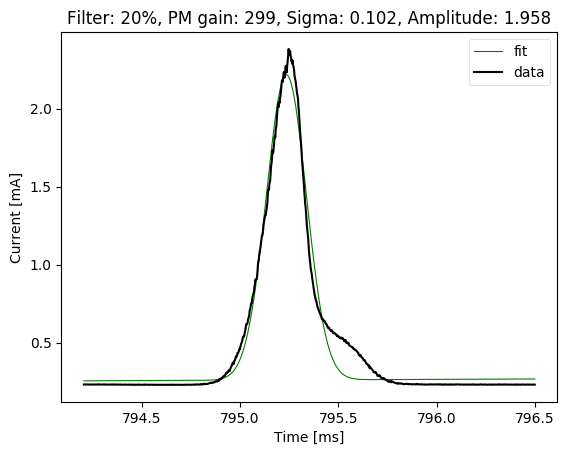 Filter: 20%, PM gain: 299, Sigma: 0.102, Amplitude: 1.958
fit
data
2.0
1.5
1.0
0.5
Current [mA]
794.5 795.0 795.5 796.0 796.5
Time [ms]